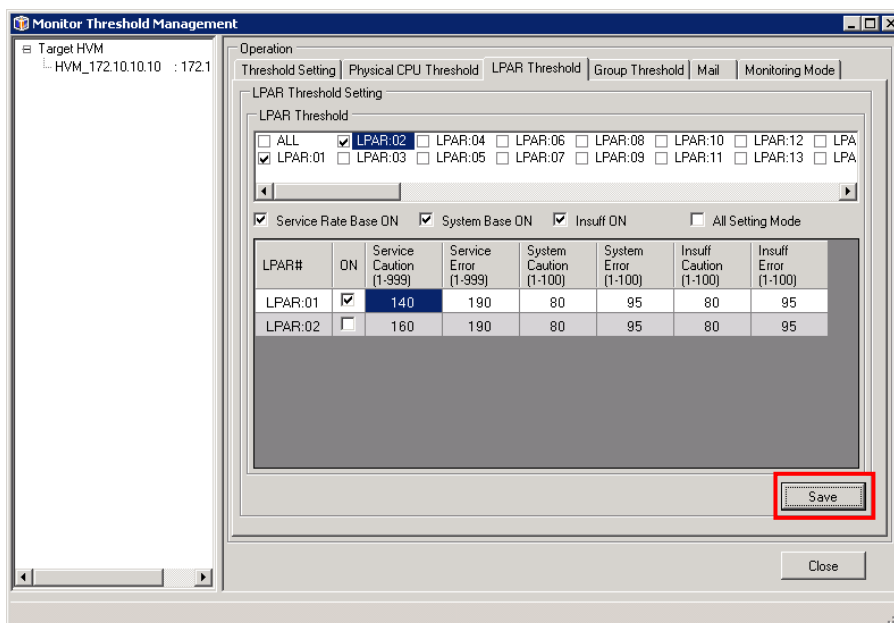 Monitor Threshold Management
Target HVM
HVM_172.10.10.10 : 172.1
Operation
Threshold Setting Physical CPU Threshold LPAR Threshold Group Threshold Mail Monitoring Mode
LPAR Threshold Setting
LPAR Threshold
ALL LPAR:02 LPAR:04 LPAR:06 LPAR:08 LPAR:10 LPAR:12 LPA
LPAR:01 LPAR:03 LPAR:05 LPAR:07 LPAR:09 LPAR:11 LPAR:13 LPA
Service Rate Base ON System Base ON Insuff ON All Setting Mode
LPAR# ON Service Caution (1-999) Service Error (1-999) System Caution (1-100) System Error (1-100) Insuff Caution (1-100) Insuff Error (1-100)
LPAR:01 140 190 80 95 80 95
LPAR:02 160 190 80 95 80 95
Save
Close